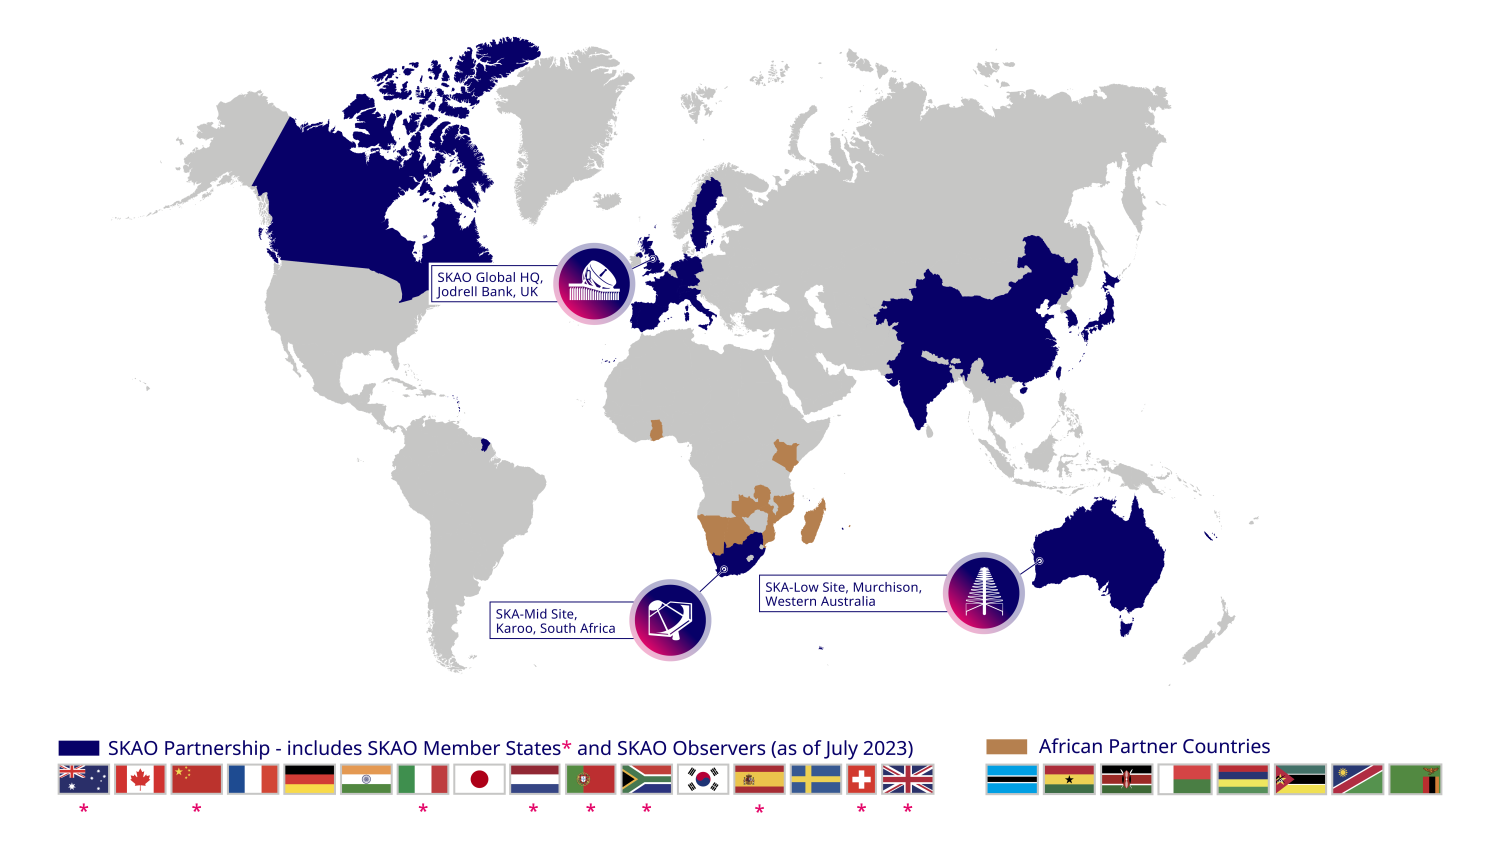 SKAO Global HQ,
Jodrell Bank, UK
SKA-Low Site, Murchison,
Western Australia
SKA-Mid Site,
Karoo, South Africa
SKAO Partnership - includes SKAO Member States* and SKAO Observers (as of July 2023)
African Partner Countries
* * * * * * * * *